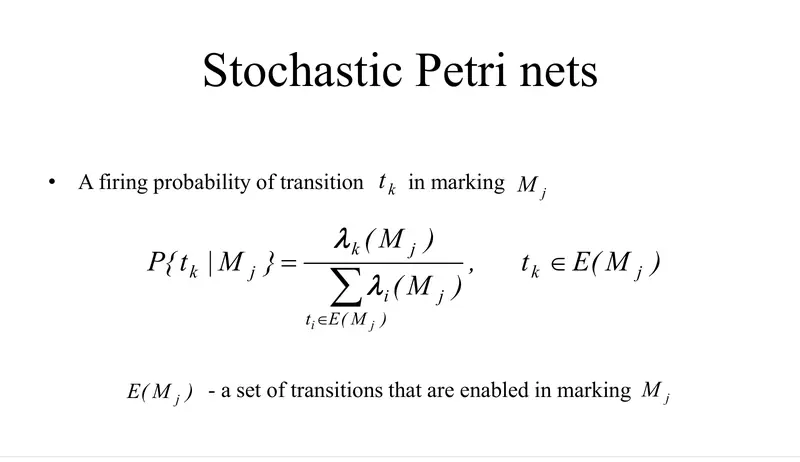 Stochastic Petri nets
• A firing probability of transition t_k in marking M_j
P{t_k | M_j} = λ_k(M_j) / ∑_{t_i∈E(M_j)} λ_i(M_j) , t_k ∈ E(M_j)
E(M_j) - a set of transitions that are enabled in marking M_j